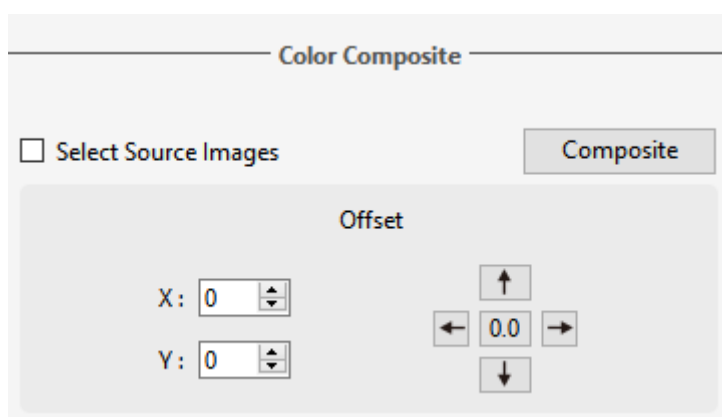 Color Composite
Select Source Images
Composite
Offset
X: 0
0.0
Y: 0